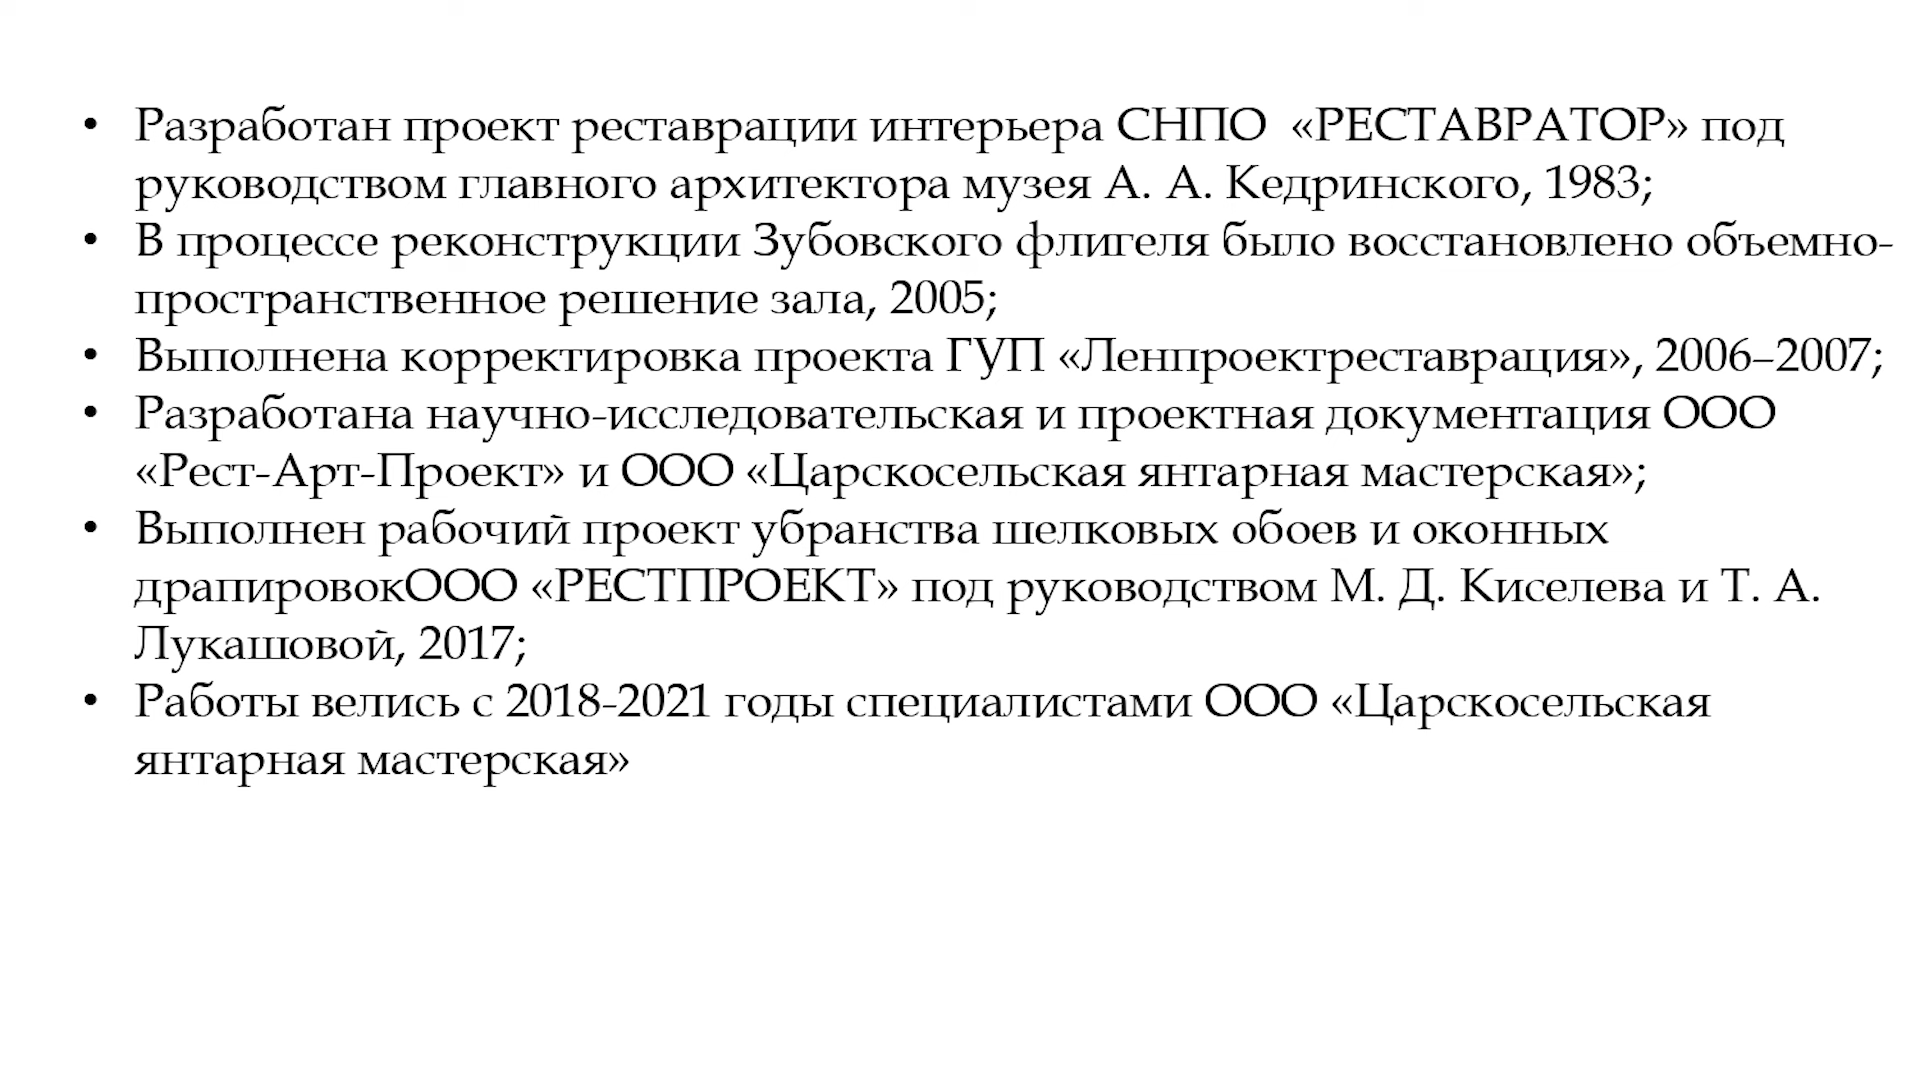 • Разработан проект реставрации интерьера СНПО «РЕСТАВРАТОР» под
руководством главного архитектора музея А. А. Кедринского, 1983;
• В процессе реконструкции Зубовского флигеля было восстановлено объемно-
пространственное решение зала, 2005;
• Выполнена корректировка проекта ГУП «Ленпроектреставрация», 2006–2007;
• Разработана научно-исследовательская и проектная документация ООО
«Рест-Арт-Проект» и ООО «Царскосельская янтарная мастерская»;
• Выполнен рабочий проект убранства шелковых обоев и оконных
драпировокООО «РЕСТПРОЕКТ» под руководством М. Д. Киселева и Т. А.
Лукашовой, 2017;
• Работы велись с 2018-2021 годы специалистами ООО «Царскосельская
янтарная мастерская»